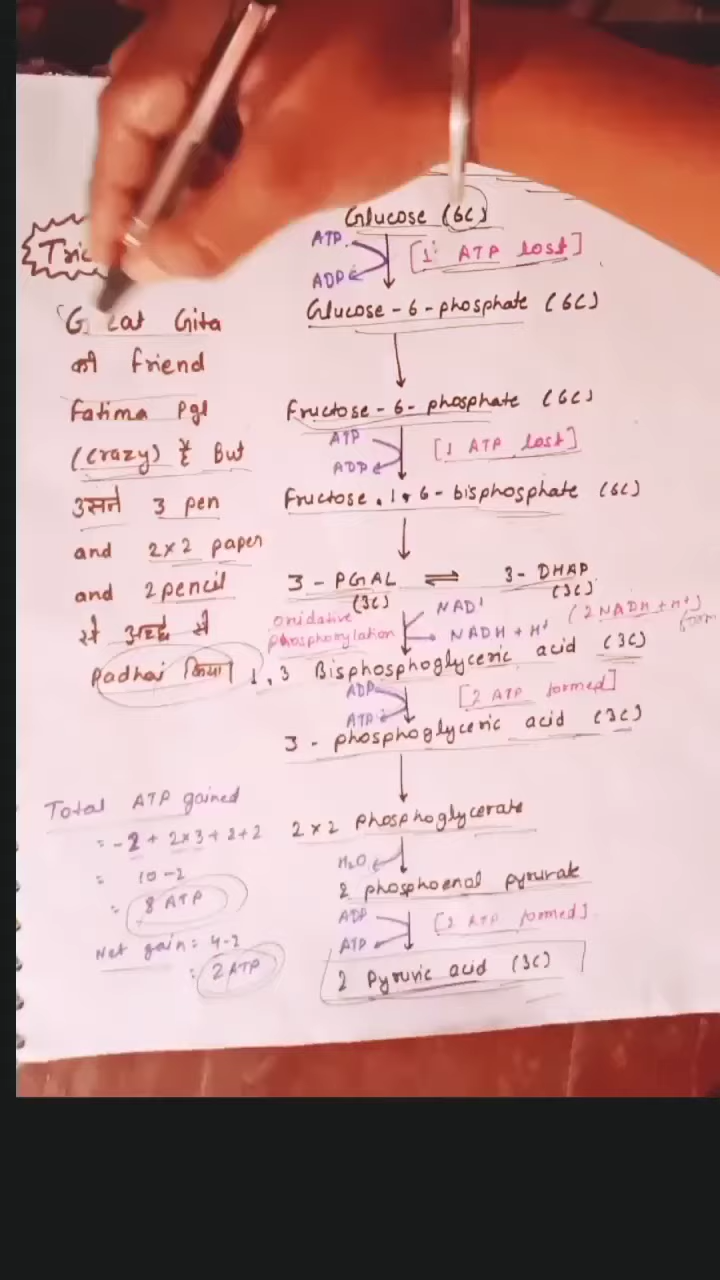 Glucose (6C)
ATP
ADP
[1 ATP lost]
Glucose-6-phosphate (6C)
Fructose-6-phosphate (6C)
ATP
ADP
[1 ATP lost]
Fructose, 1,6-bisphosphate (6C)
3-PGAL ⇌ 3-DHAP
(3C) (3C)
NAD+
oxidative phosphorylation
NADH + H+
(2 NADH + H+) form
1,3 Bisphosphoglyceric acid (3C)
ADP
ATP
[2 ATP formed]
3-phosphoglyceric acid (3C)
2×2 phosphoglycerate
H2O
2 phosphoenol pyruvate
ADP
ATP
[2 ATP formed]
2 Pyruvic acid (3C)
Gita
की friend
Fatima Pgl
(crazy) है But
उसने 3 pen
and 2×2 paper
and 2 pencil
से से
Padhai किया
Total ATP gained
= -2 + 2×3 + 2+2
= 10-2
= 8 ATP
Net gain = 4-2
= 2 ATP